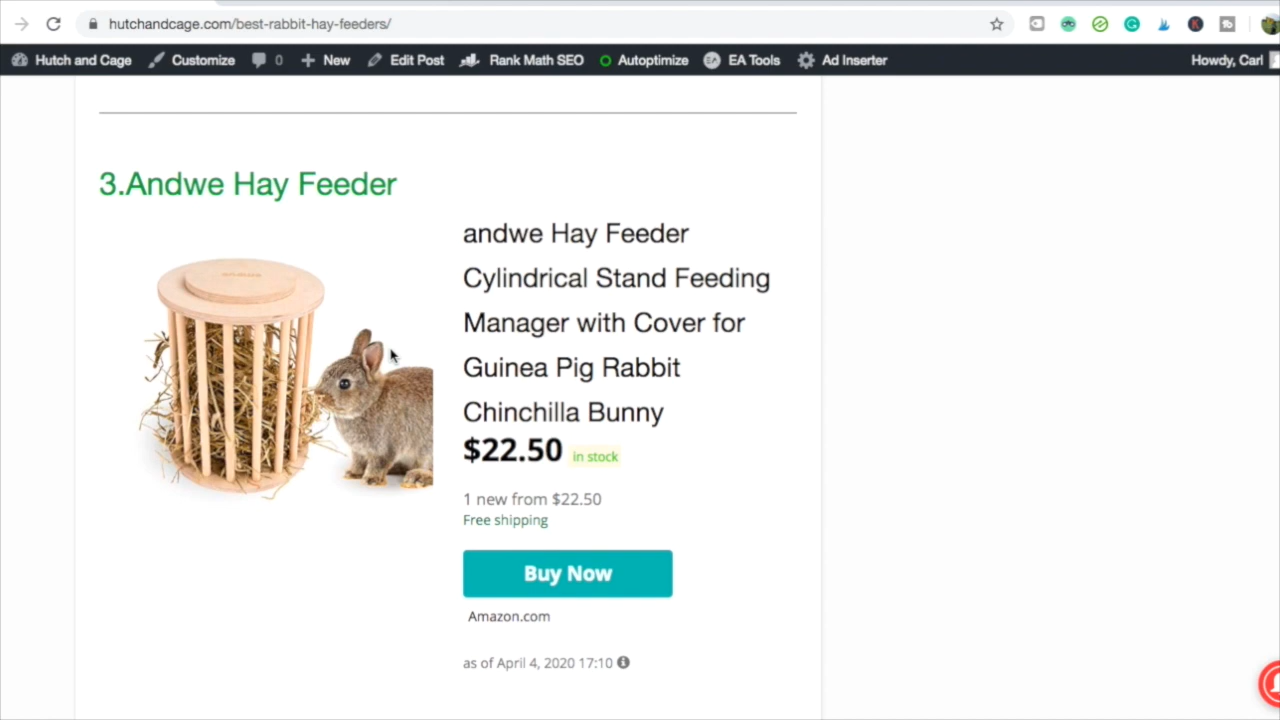 hutchandcage.com/best-rabbit-hay-feeders/
Hutch and Cage Customize 0 New Edit Post Rank Math SEO Autoptimize EA Tools Ad Inserter Howdy, Carl
3.Andwe Hay Feeder
andwe Hay Feeder
Cylindrical Stand Feeding
Manager with Cover for
Guinea Pig Rabbit
Chinchilla Bunny
$22.50 in stock
1 new from $22.50
Free shipping
Buy Now
Amazon.com
as of April 4, 2020 17:10